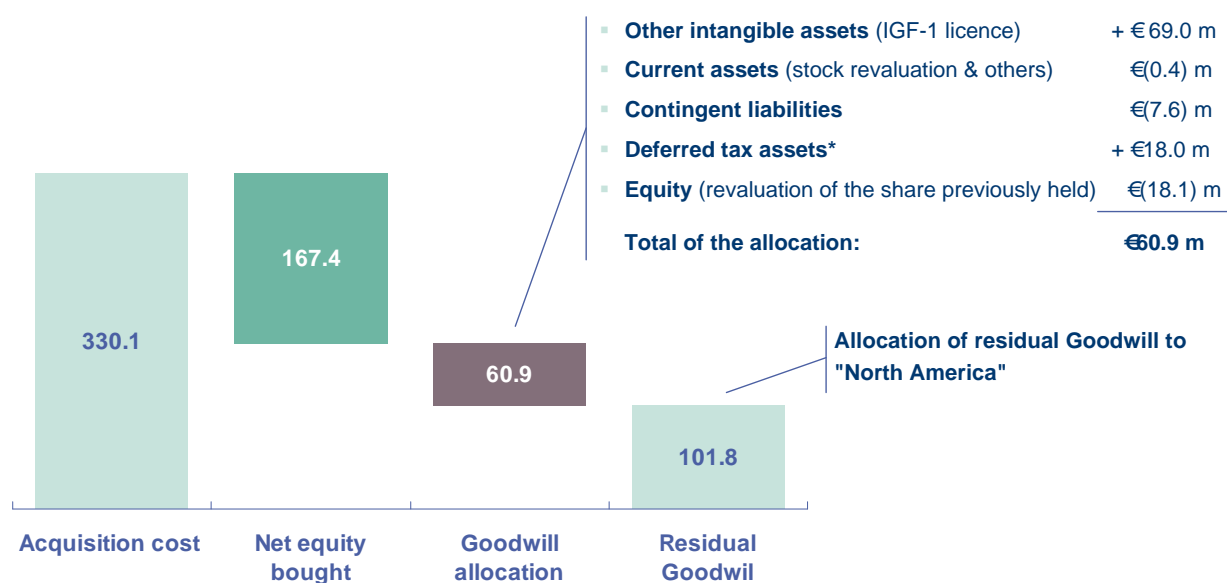 Other intangible assets (IGF-1 licence) + €69.0 m
Current assets (stock revaluation & others) €(0.4) m
Contingent liabilities €(7.6) m
Deferred tax assets* + €18.0 m
Equity (revaluation of the share previously held) €(18.1) m
Total of the allocation: €60.9 m
167.4
330.1
60.9
Allocation of residual Goodwill to
"North America"
101.8
Acquisition cost
Net equity
bought
Goodwill
allocation
Residual
Goodwil